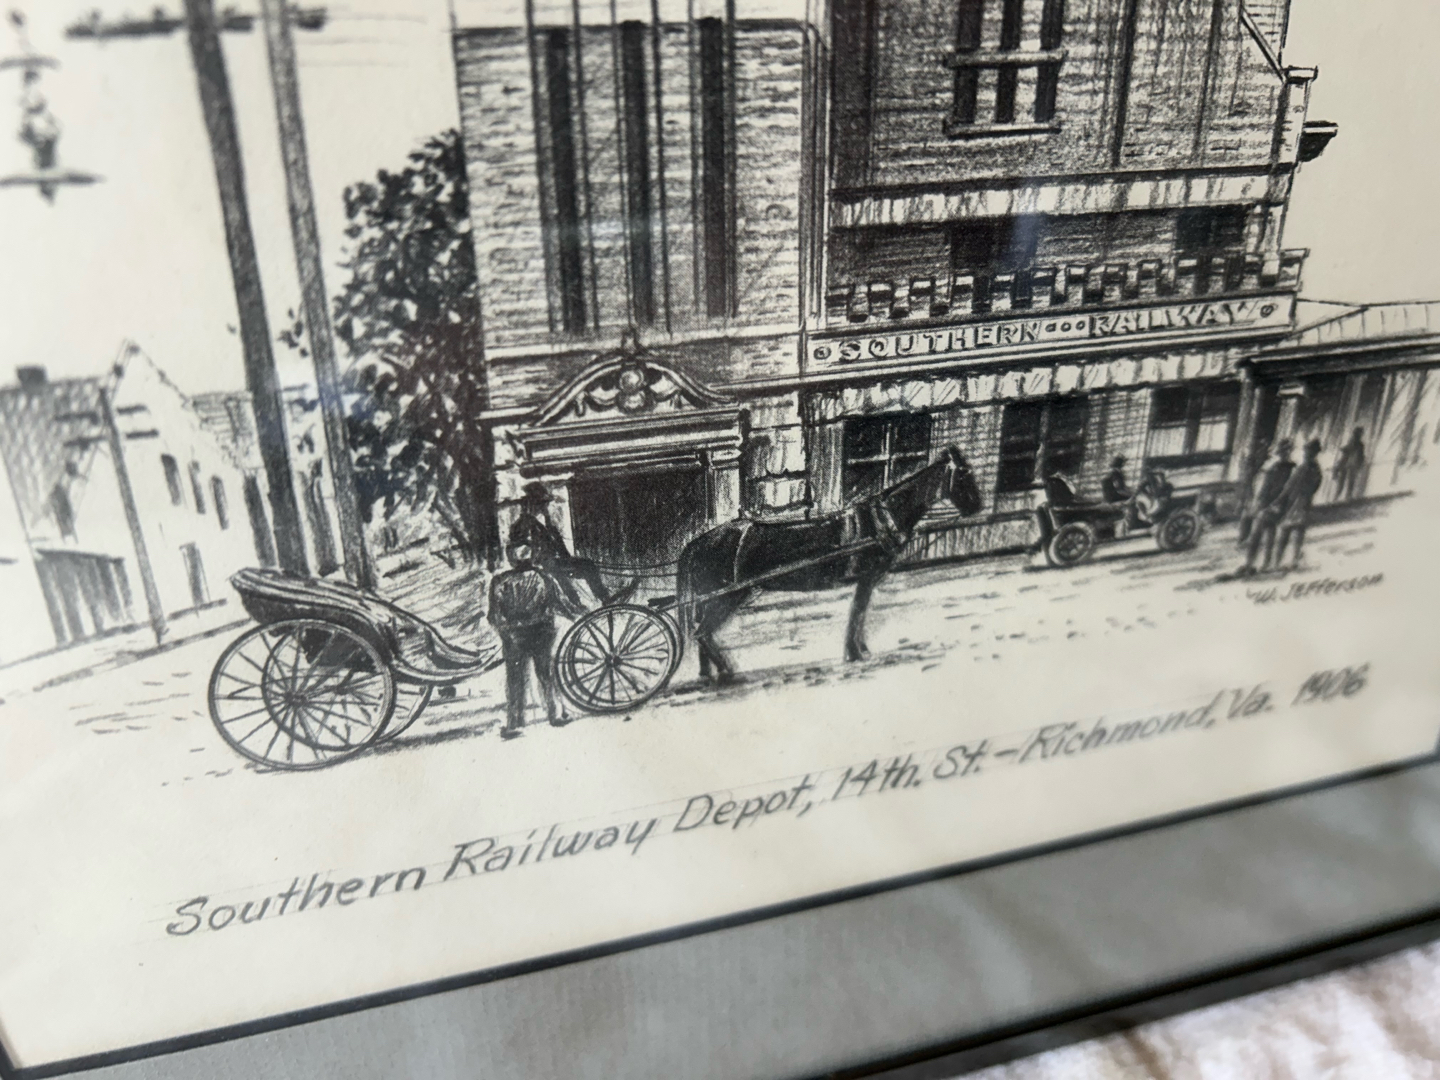 SOUTHERN RAILWAY
W. Jefferson
Southern Railway Depot, 14th. St.-Richmond, Va. 1906